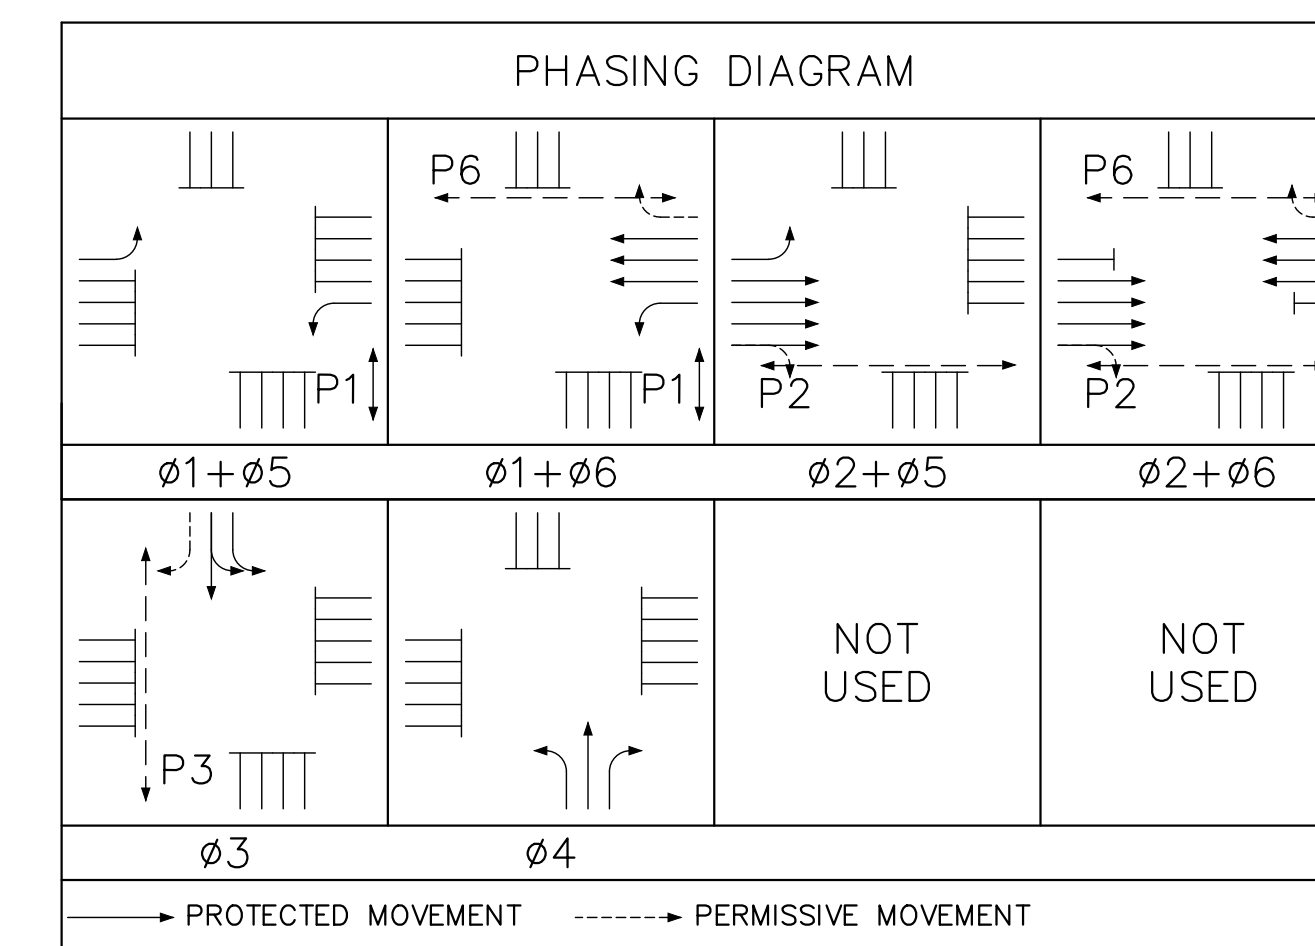 PHASING DIAGRAM
P6
P6
P1
P1
P2
P2
ø1+ø5
ø1+ø6
ø2+ø5
ø2+ø6
NOT
USED
NOT
USED
P3
ø3
ø4
PROTECTED MOVEMENT
PERMISSIVE MOVEMENT